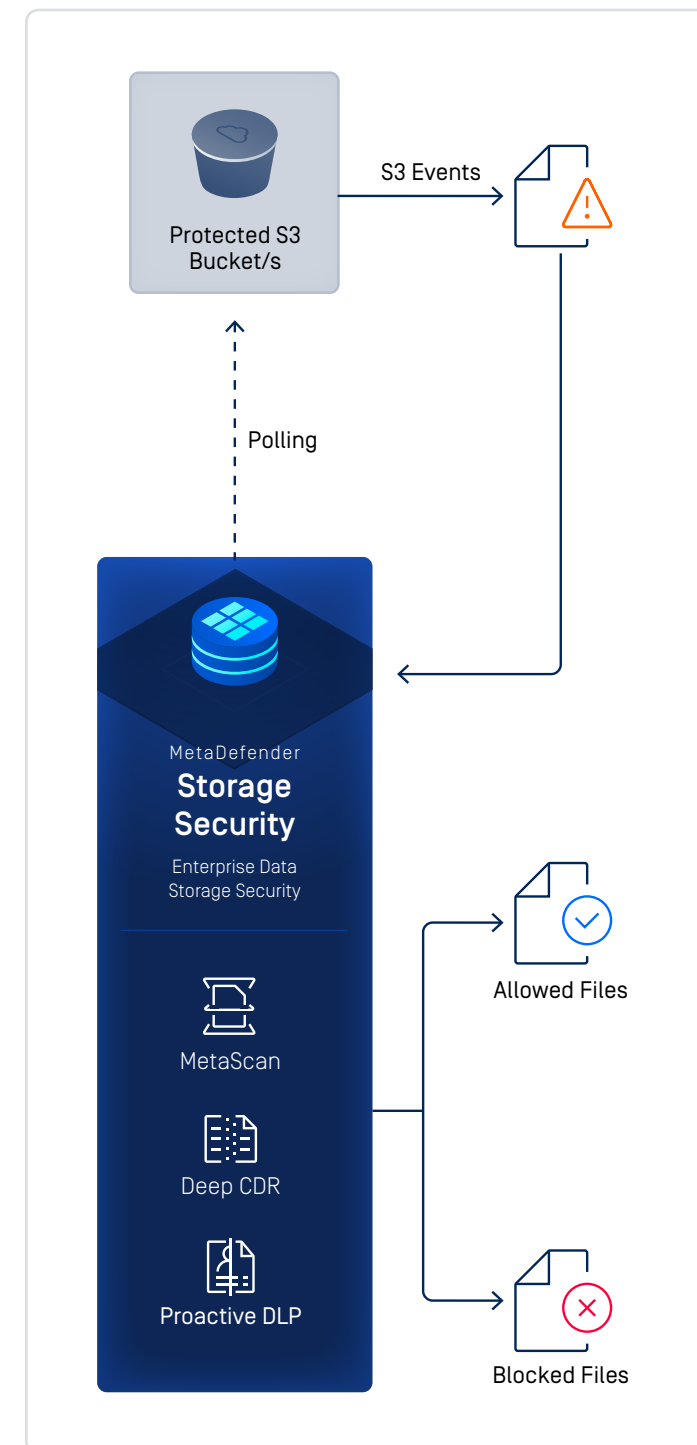 S3 Events
Protected S3
Bucket/s
Polling
MetaDefender
Storage
Security
Enterprise Data
Storage Security
Allowed Files
MetaScan
Deep CDR
Proactive DLP
Blocked Files